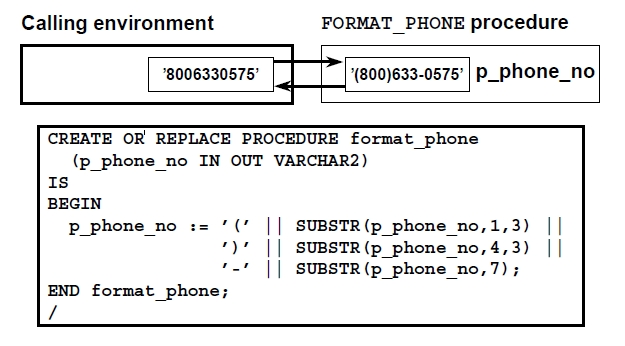 Calling environment
FORMAT_PHONE procedure
’8006330575’
’(800)633-0575’
p_phone_no
CREATE OR REPLACE PROCEDURE format_phone
(p_phone_no IN OUT VARCHAR2)
IS
BEGIN
p_phone_no := ’(’ || SUBSTR(p_phone_no,1,3) ||
’)’ || SUBSTR(p_phone_no,4,3) ||
’-’ || SUBSTR(p_phone_no,7);
END format_phone;
/